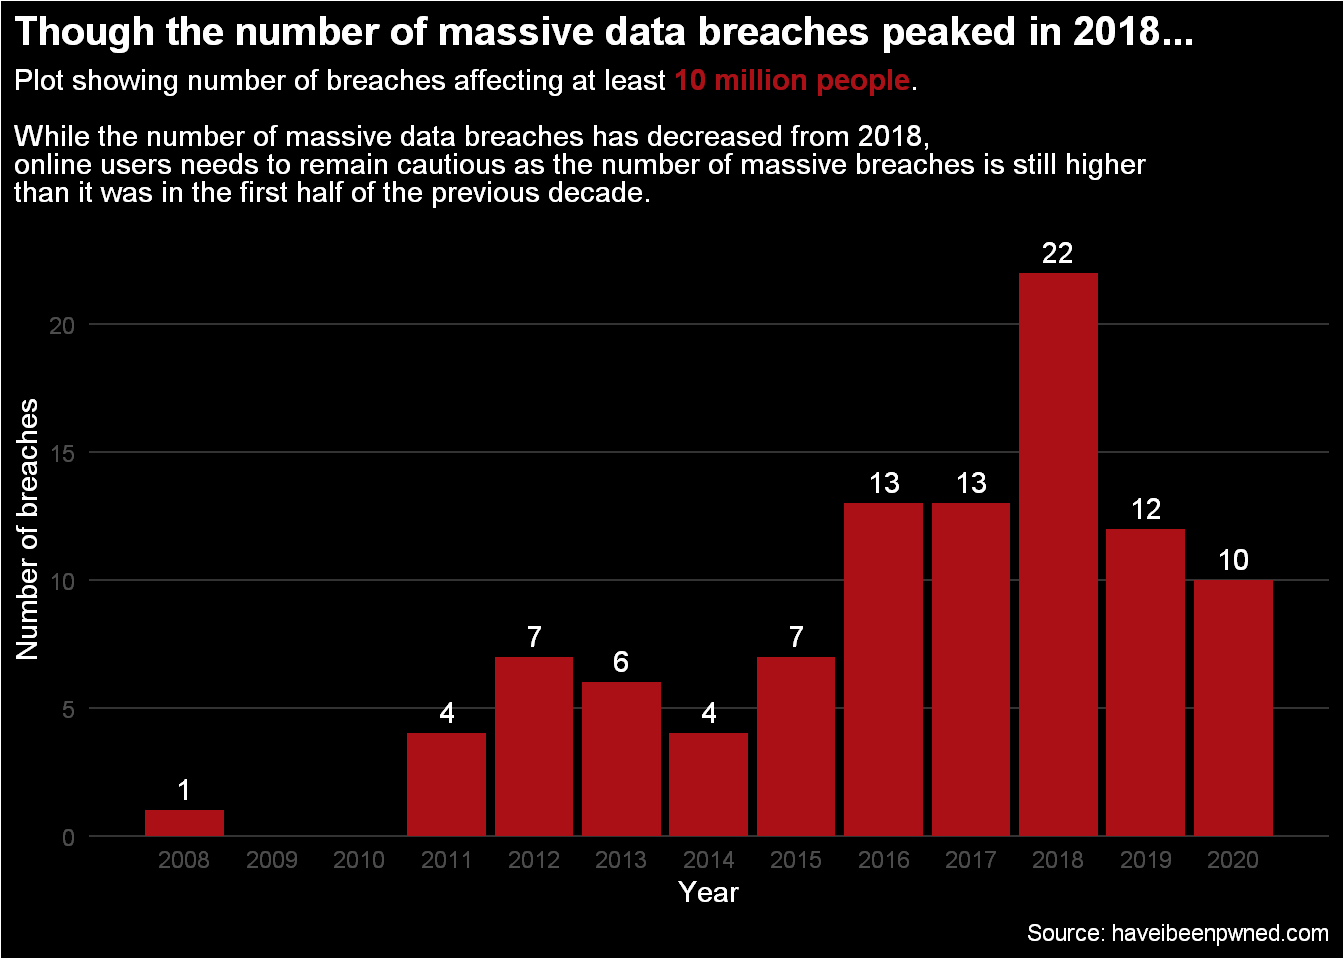 Though the number of massive data breaches peaked in 2018...
Plot showing number of breaches affecting at least 10 million people.
While the number of massive data breaches has decreased from 2018,
online users needs to remain cautious as the number of massive breaches is still higher
than it was in the first half of the previous decade.
Number of breaches
20
15
10
5
0
1
4
7
6
4
7
13
13
22
12
10
2008 2009 2010 2011 2012 2013 2014 2015 2016 2017 2018 2019 2020
Year
Source: haveibeenpwned.com